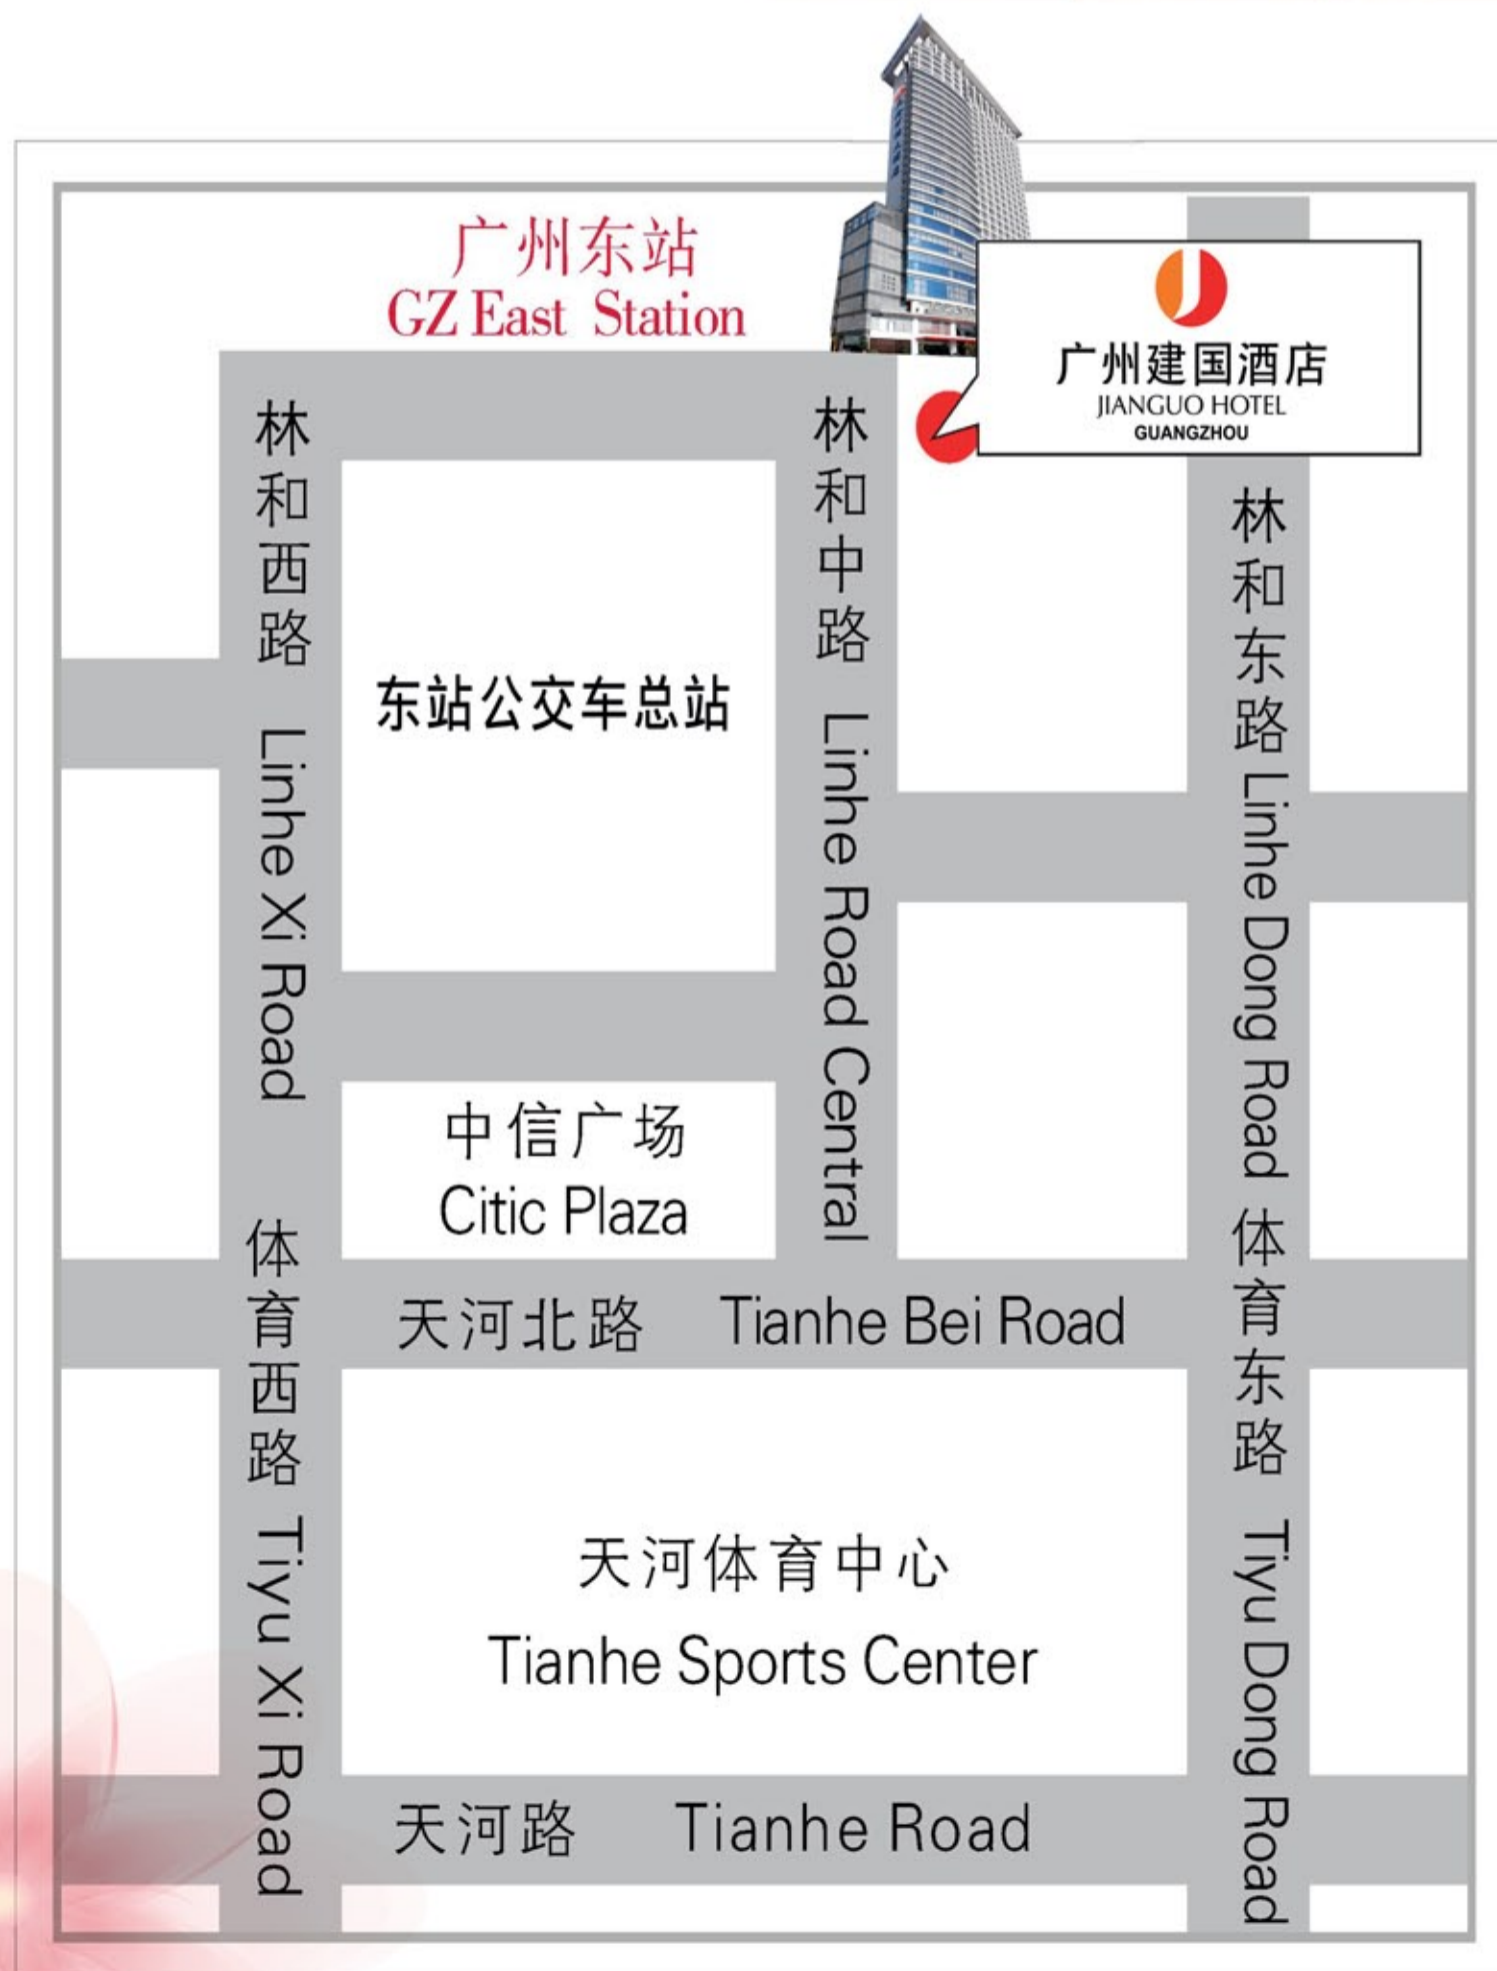 广州东站
GZ East Station
广州建国酒店
JIANGUO HOTEL
GUANGZHOU
林和西路 Linhe Xi Road
林和中路 Linhe Road Central
林和东路 Linhe Dong Road
东站公交车总站
中信广场
Citic Plaza
天河北路 Tianhe Bei Road
体育西路 Tiyu Xi Road
体育东路 Tiyu Dong Road
天河体育中心
Tianhe Sports Center
天河路 Tianhe Road